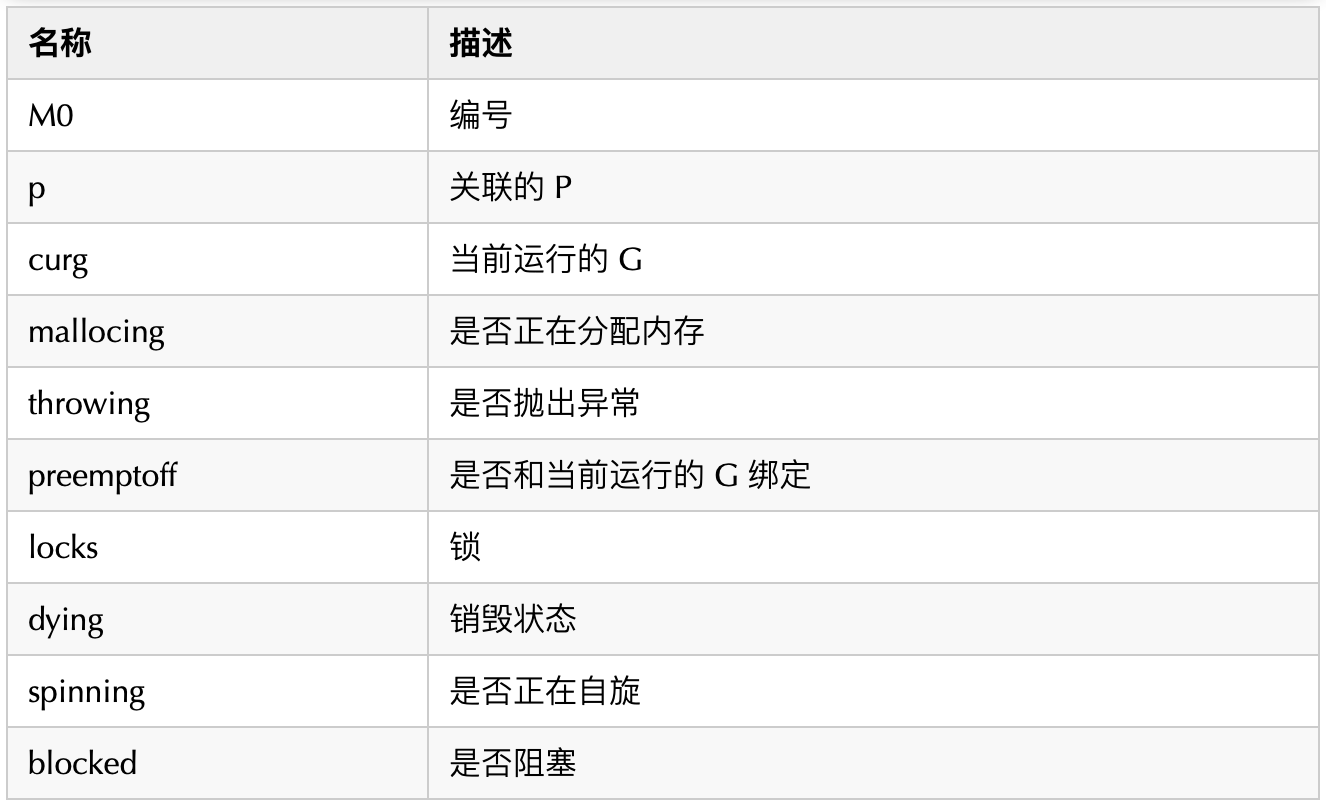 名称 描述
M0 编号
p 关联的 P
curg 当前运行的 G
mallocing 是否正在分配内存
throwing 是否抛出异常
preemptoff 是否和当前运行的 G 绑定
locks 锁
dying 销毁状态
spinning 是否正在自旋
blocked 是否阻塞